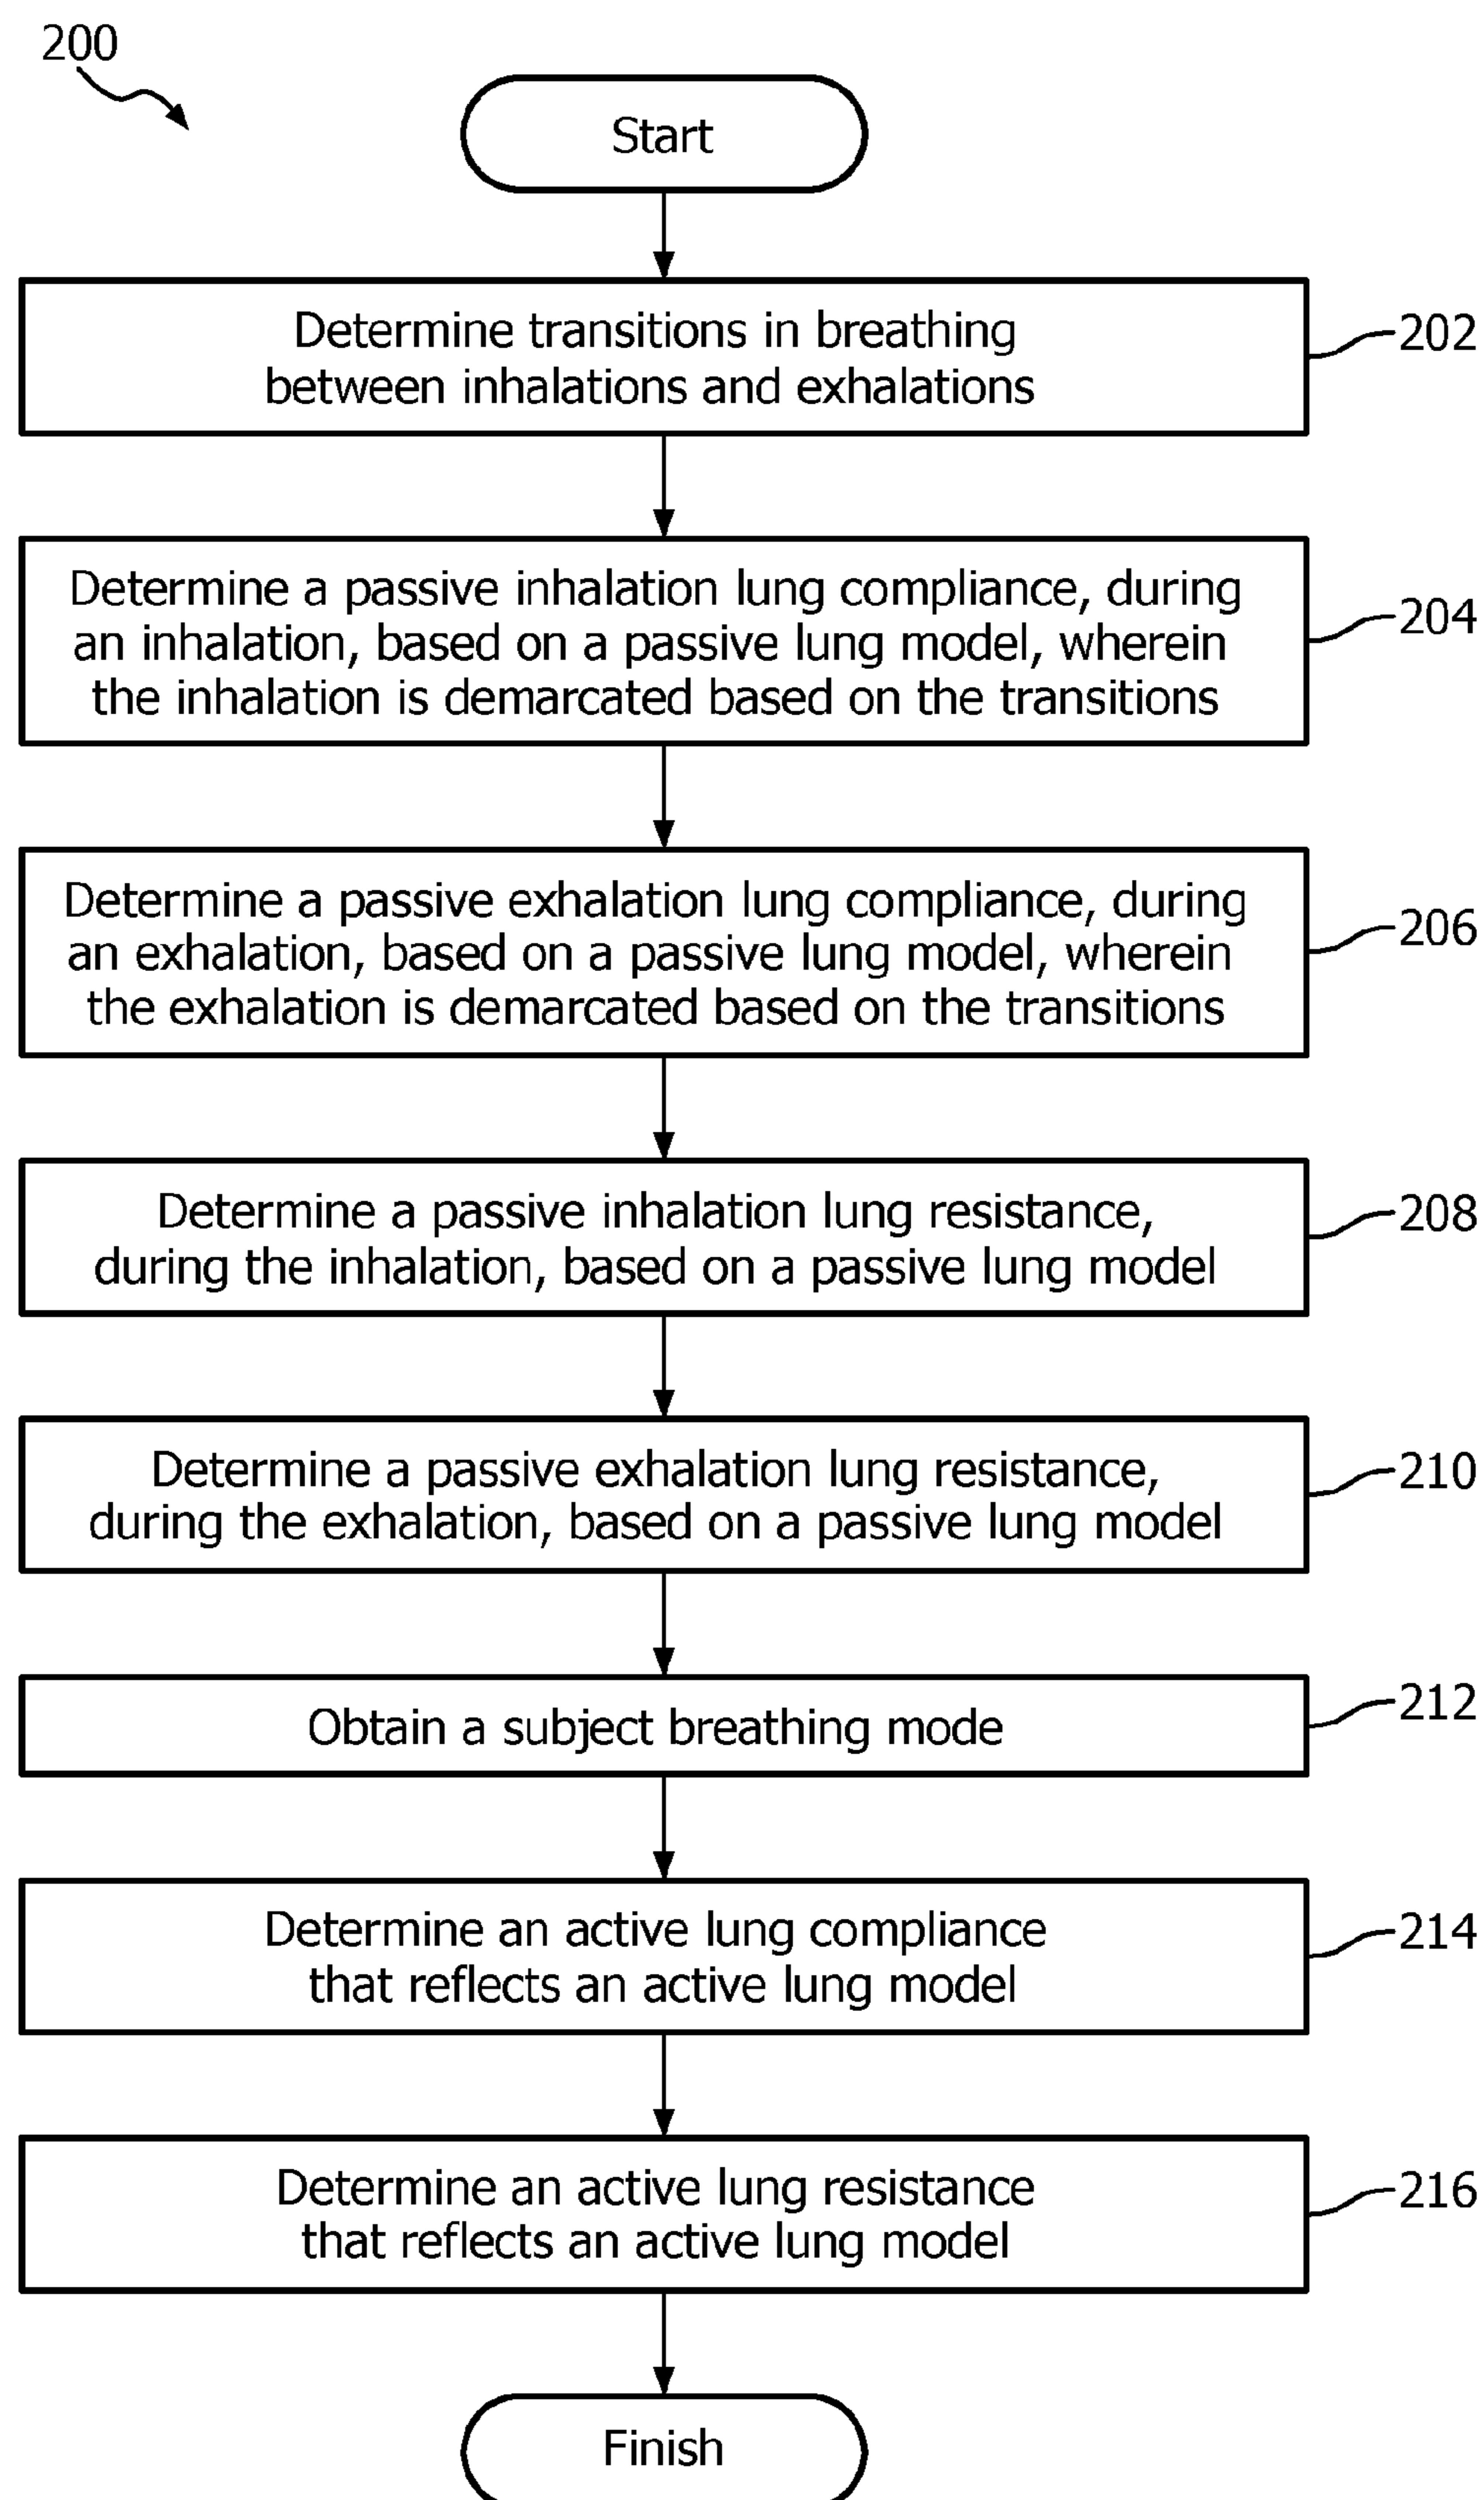 200
Start
Determine transitions in breathing
between inhalations and exhalations
202
Determine a passive inhalation lung compliance, during
an inhalation, based on a passive lung model, wherein
the inhalation is demarcated based on the transitions
204
Determine a passive exhalation lung compliance, during
an exhalation, based on a passive lung model, wherein
the exhalation is demarcated based on the transitions
206
Determine a passive inhalation lung resistance,
during the inhalation, based on a passive lung model
208
Determine a passive exhalation lung resistance,
during the exhalation, based on a passive lung model
210
Obtain a subject breathing mode
212
Determine an active lung compliance
that reflects an active lung model
214
Determine an active lung resistance
that reflects an active lung model
216
Finish